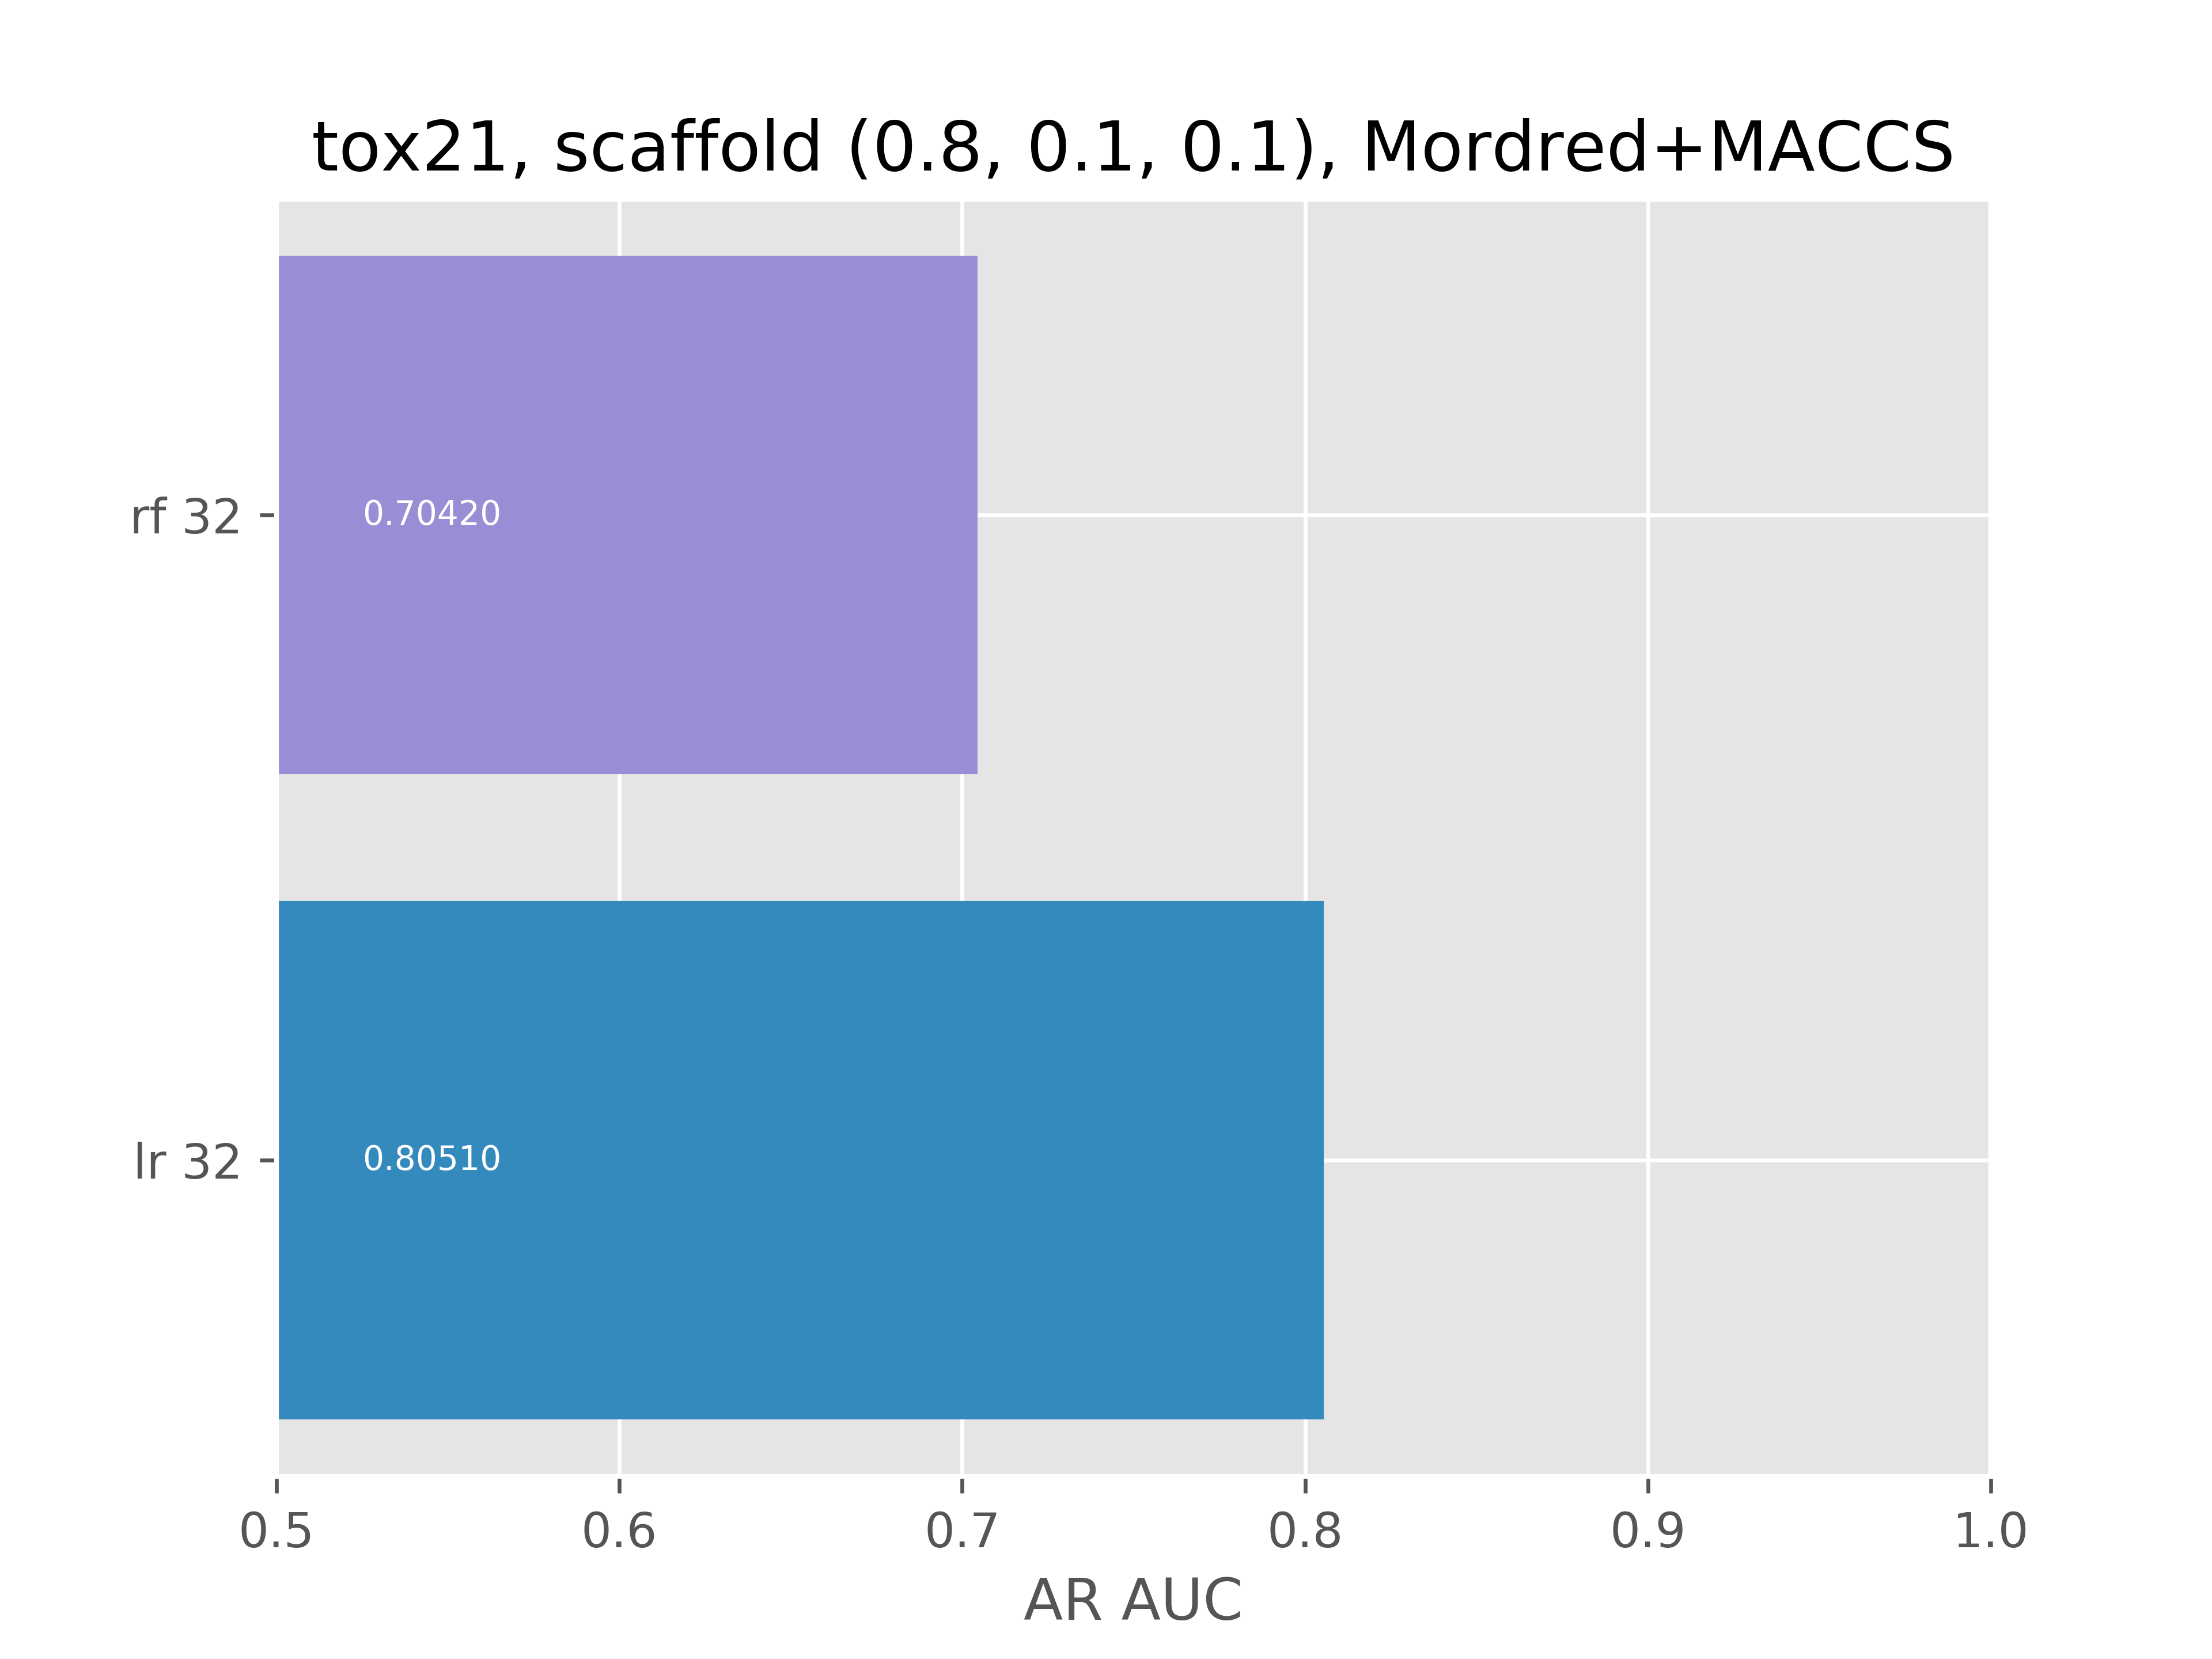 tox21, scaffold (0.8, 0.1, 0.1), Mordred+MACCS
rf 32
0.70420
lr 32
0.80510
0.5 0.6 0.7 0.8 0.9 1.0
AR AUC